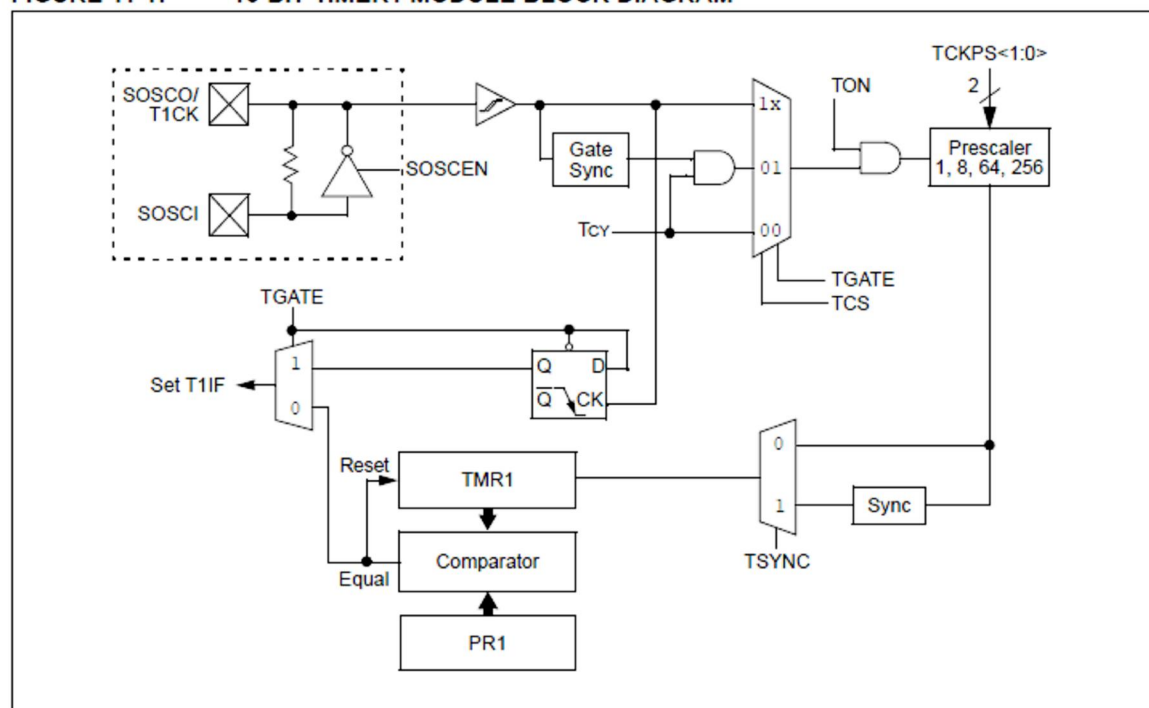 SOSCO/
T1CK
SOSCI
SOSCEN
Gate
Sync
TCY
1x
01
00
TON
TCKPS<1:0>
2
Prescaler
1, 8, 64, 256
TGATE
TCS
TGATE
Set T1IF
1
0
Q
D
Q
CK
Reset
TMR1
Equal
Comparator
PR1
0
1
Sync
TSYNC